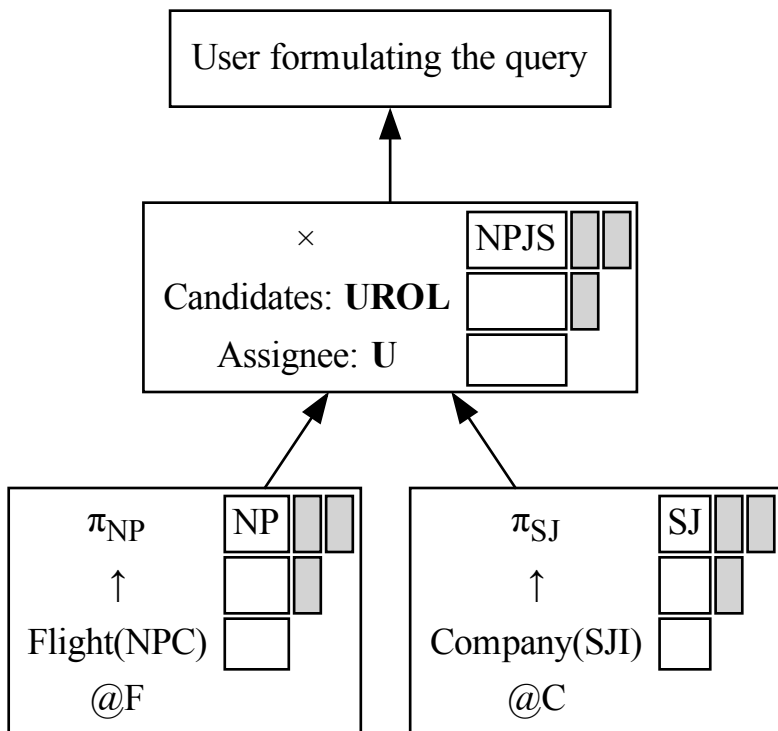 User formulating the query
×
NPJS
Candidates: UROL
Assignee: U
πNP
NP
↑
Flight(NPC)
@F
πSJ
SJ
↑
Company(SJI)
@C